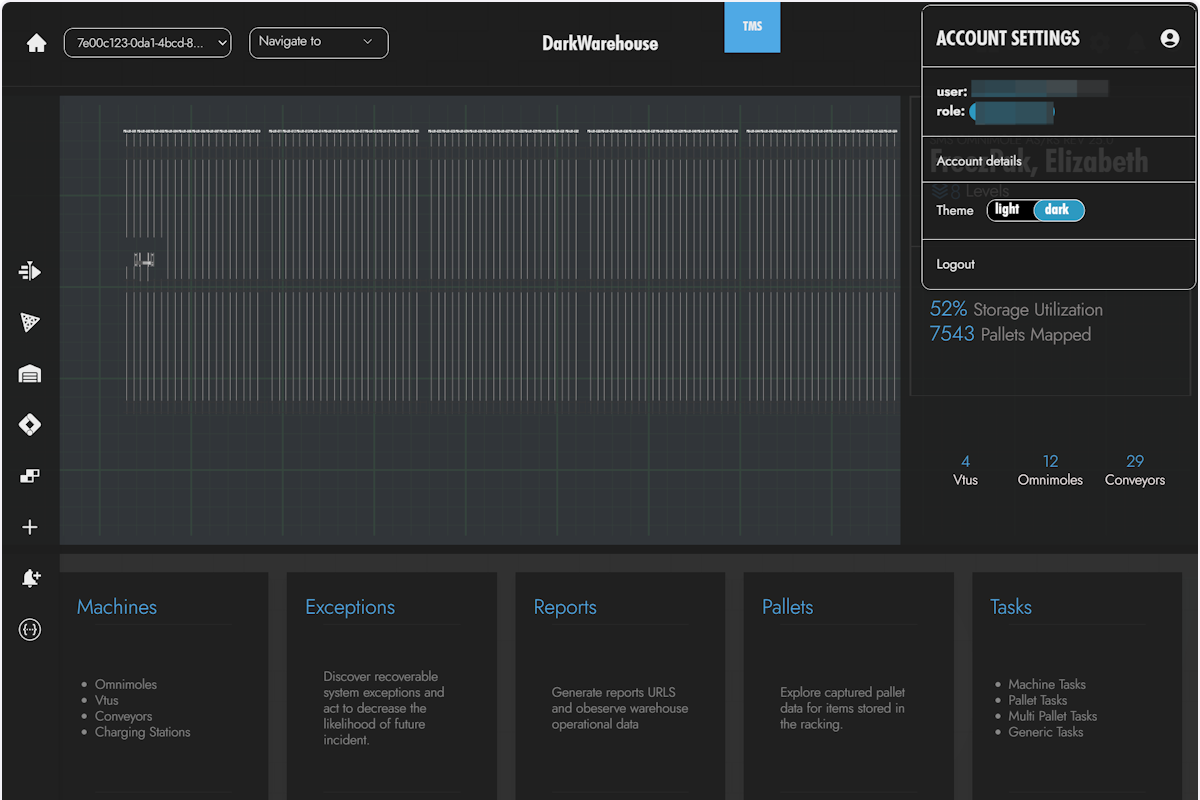 7e00c123-0da1-4bcd-8...
Navigate to
DarkWarehouse
TMS
ACCOUNT SETTINGS
user:
role:
Account details
FreezPak, Elizabeth
8 Levels
Theme light dark
Logout
52% Storage Utilization
7543 Pallets Mapped
4 12 29
Vtus Omnimoles Conveyors
Machines
Omnimoles
Vtus
Conveyors
Charging Stations
Exceptions
Discover recoverable
system exceptions and
act to decrease the
likelihood of future
incident.
Reports
Generate reports URLS
and obeserve warehouse
operational data
Pallets
Explore captured pallet
data for items stored in
the racking.
Tasks
Machine Tasks
Pallet Tasks
Multi Pallet Tasks
Generic Tasks